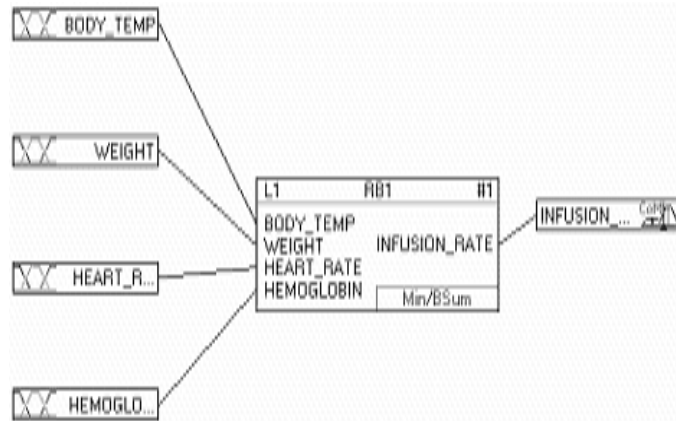 BODY_TEMP
WEIGHT
HEART_R...
HEMOGLO...
L1 RB1 #1
BODY_TEMP
WEIGHT INFUSION_RATE
HEART_RATE
HEMOGLOBIN
Min/BSum
INFUSION_...